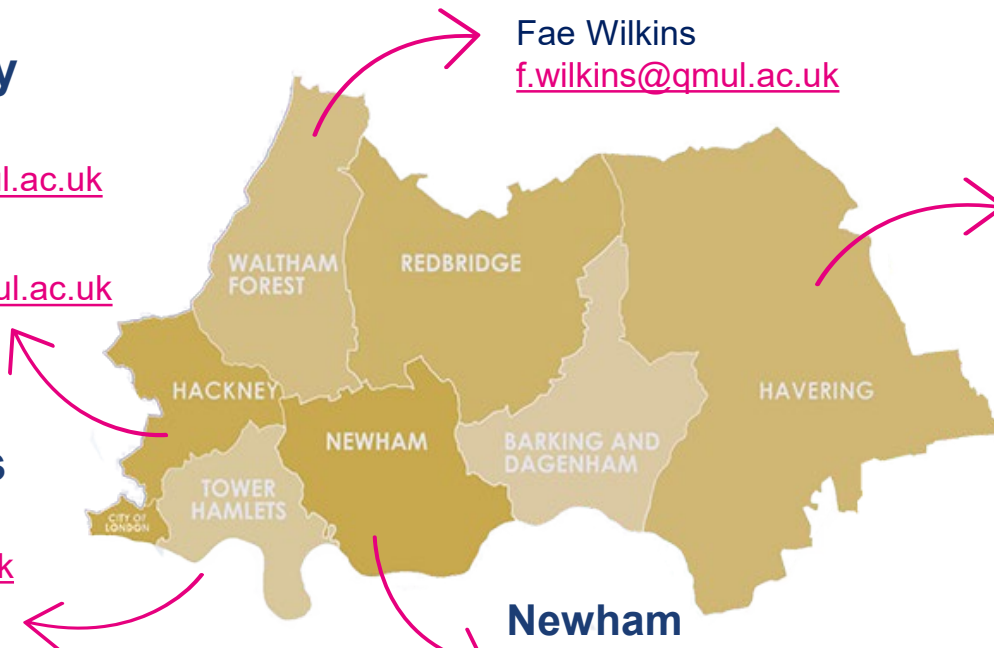 Fae Wilkins
f.wilkins@qmul.ac.uk
y
l.ac.uk
ul.ac.uk
WALTHAM
FOREST
REDBRIDGE
HACKNEY
NEWHAM
BARKING AND
DAGENHAM
HAVERING
s
TOWER
HAMLETS
CITY OF
LONDON
k
Newham